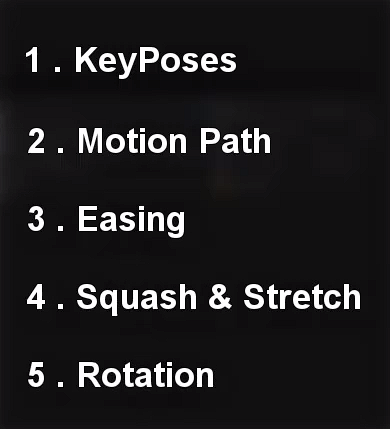 1 . KeyPoses
2 . Motion Path
3 . Easing
4 . Squash & Stretch
5 . Rotation